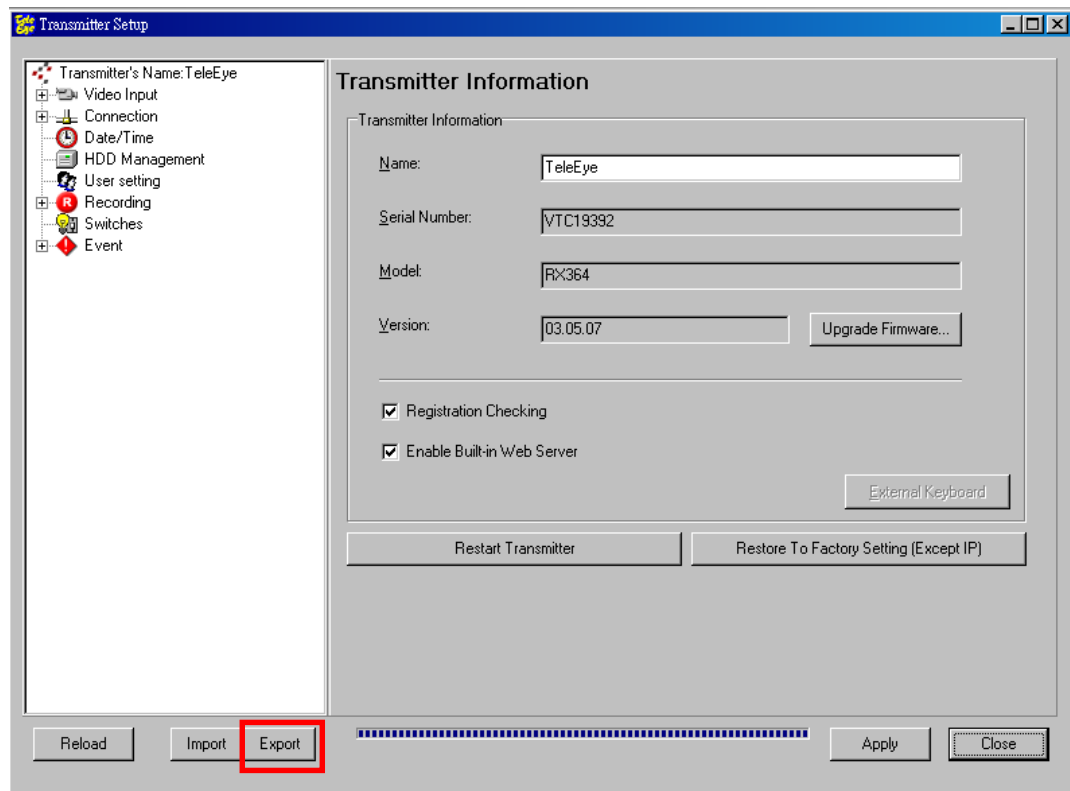 Tele
Eye
Transmitter Setup
Transmitter's Name:TeleEye
Video Input
Connection
Date/Time
HDD Management
User setting
R
Recording
Switches
Event
Transmitter Information
Transmitter Information
Name:
TeleEye
Serial Number:
VTC19392
Model:
RX364
Version:
03.05.07
Upgrade Firmware...
Registration Checking
Enable Built-in Web Server
External Keyboard
Restart Transmitter
Restore To Factory Setting (Except IP)
Reload
Import
Export
Apply
Close